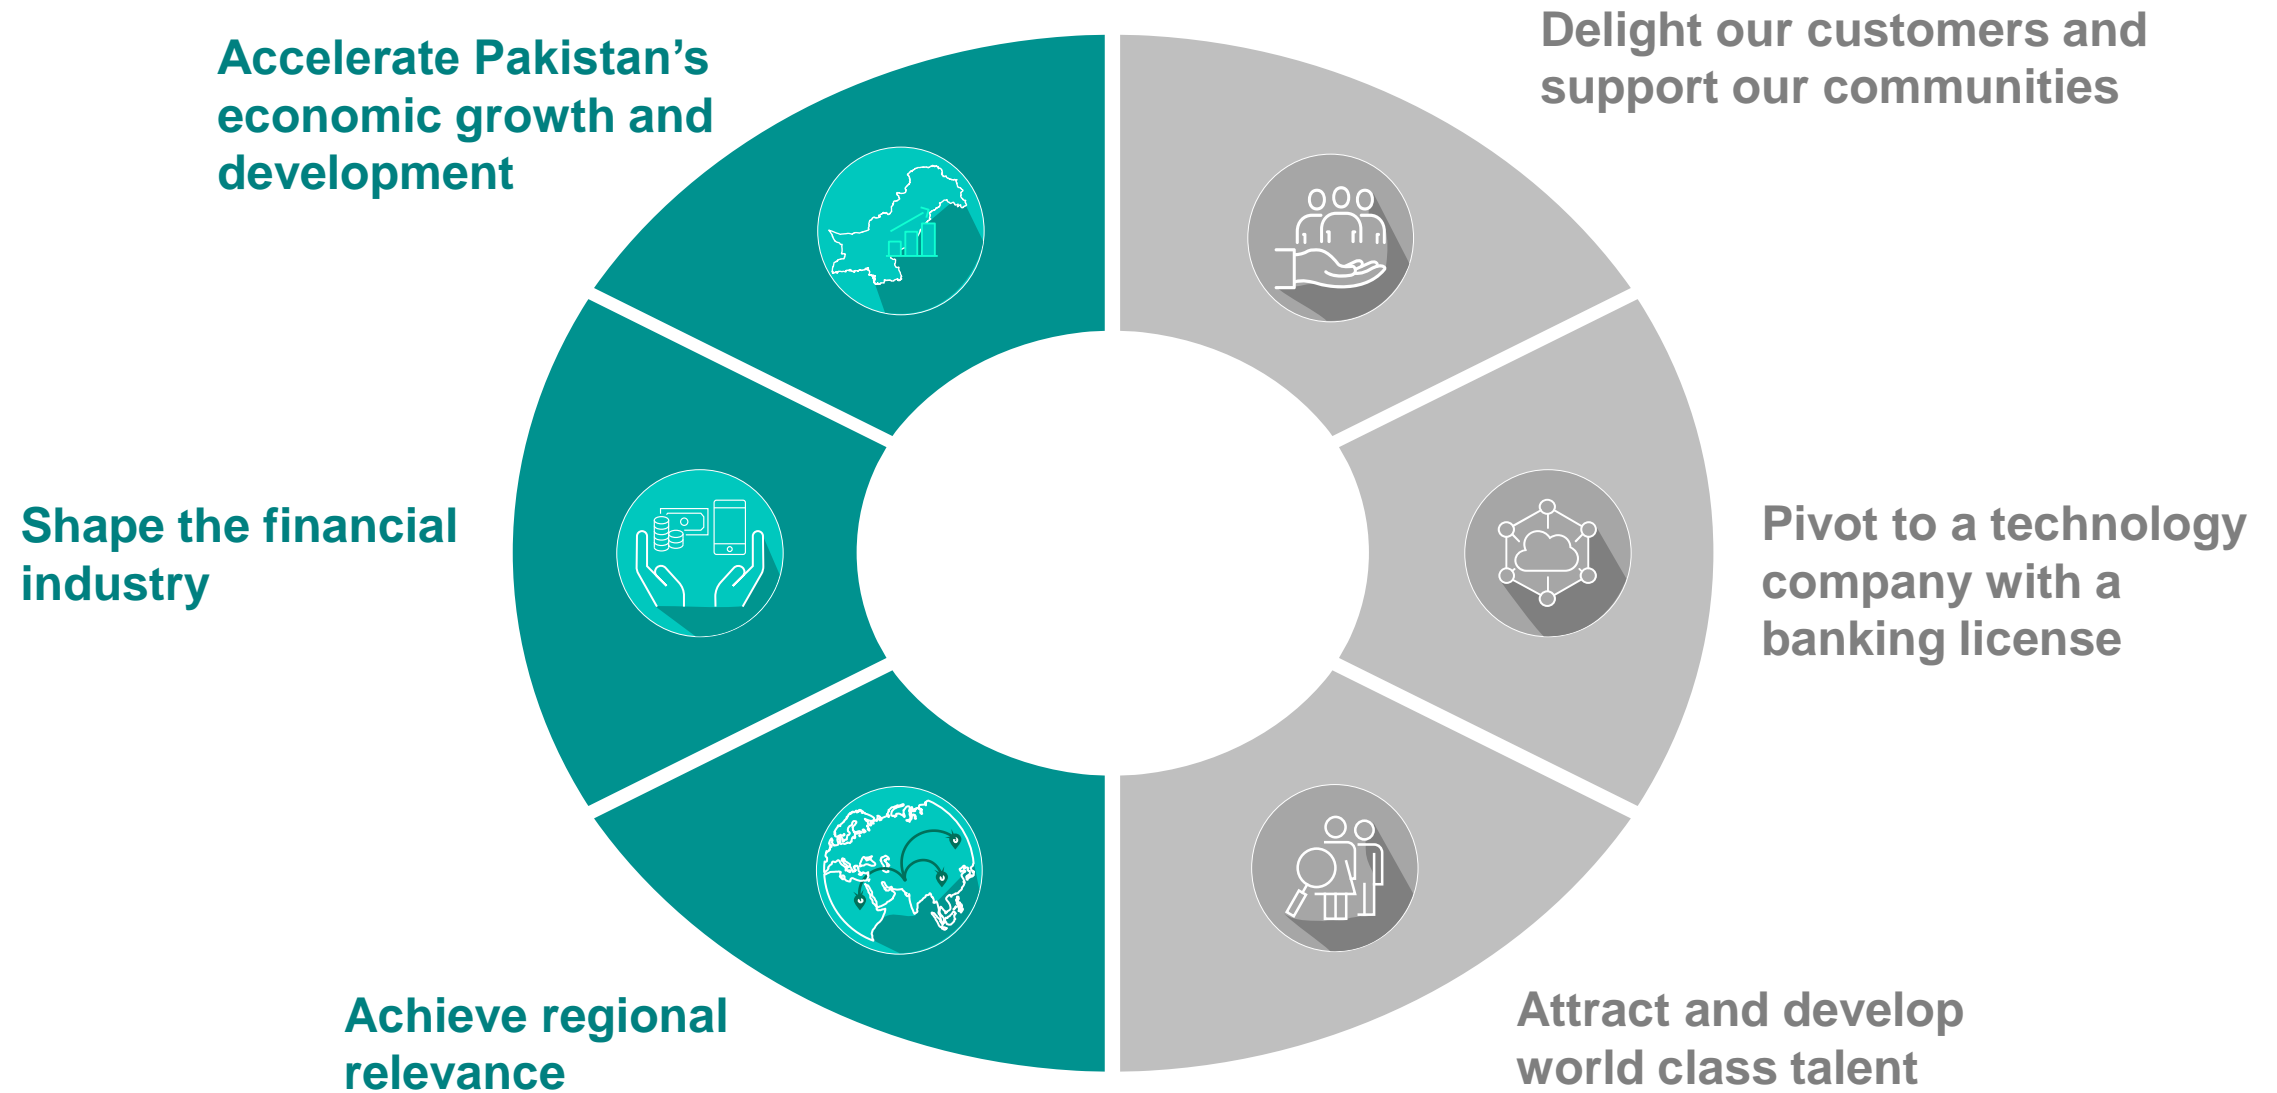 Accelerate Pakistan’s
economic growth and
development
Delight our customers and
support our communities
Shape the financial
industry
Pivot to a technology
company with a
banking license
Achieve regional
relevance
Attract and develop
world class talent